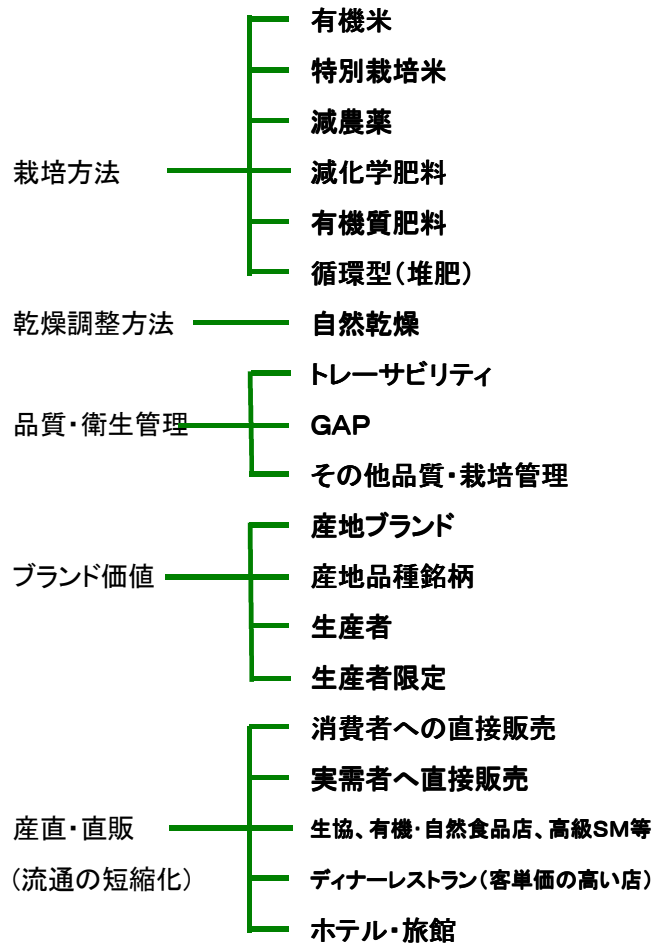 有機米
特別栽培米
減農薬
栽培方法
減化学肥料
有機質肥料
循環型（堆肥）
乾燥調整方法
自然乾燥
トレーサビリティ
品質・衛生管理
GAP
その他品質・栽培管理
産地ブランド
ブランド価値
産地品種銘柄
生産者
生産者限定
消費者への直接販売
実需者へ直接販売
産直・直販
生協、有機・自然食品店、高級SM等
（流通の短縮化）
ディナーレストラン（客単価の高い店）
ホテル・旅館